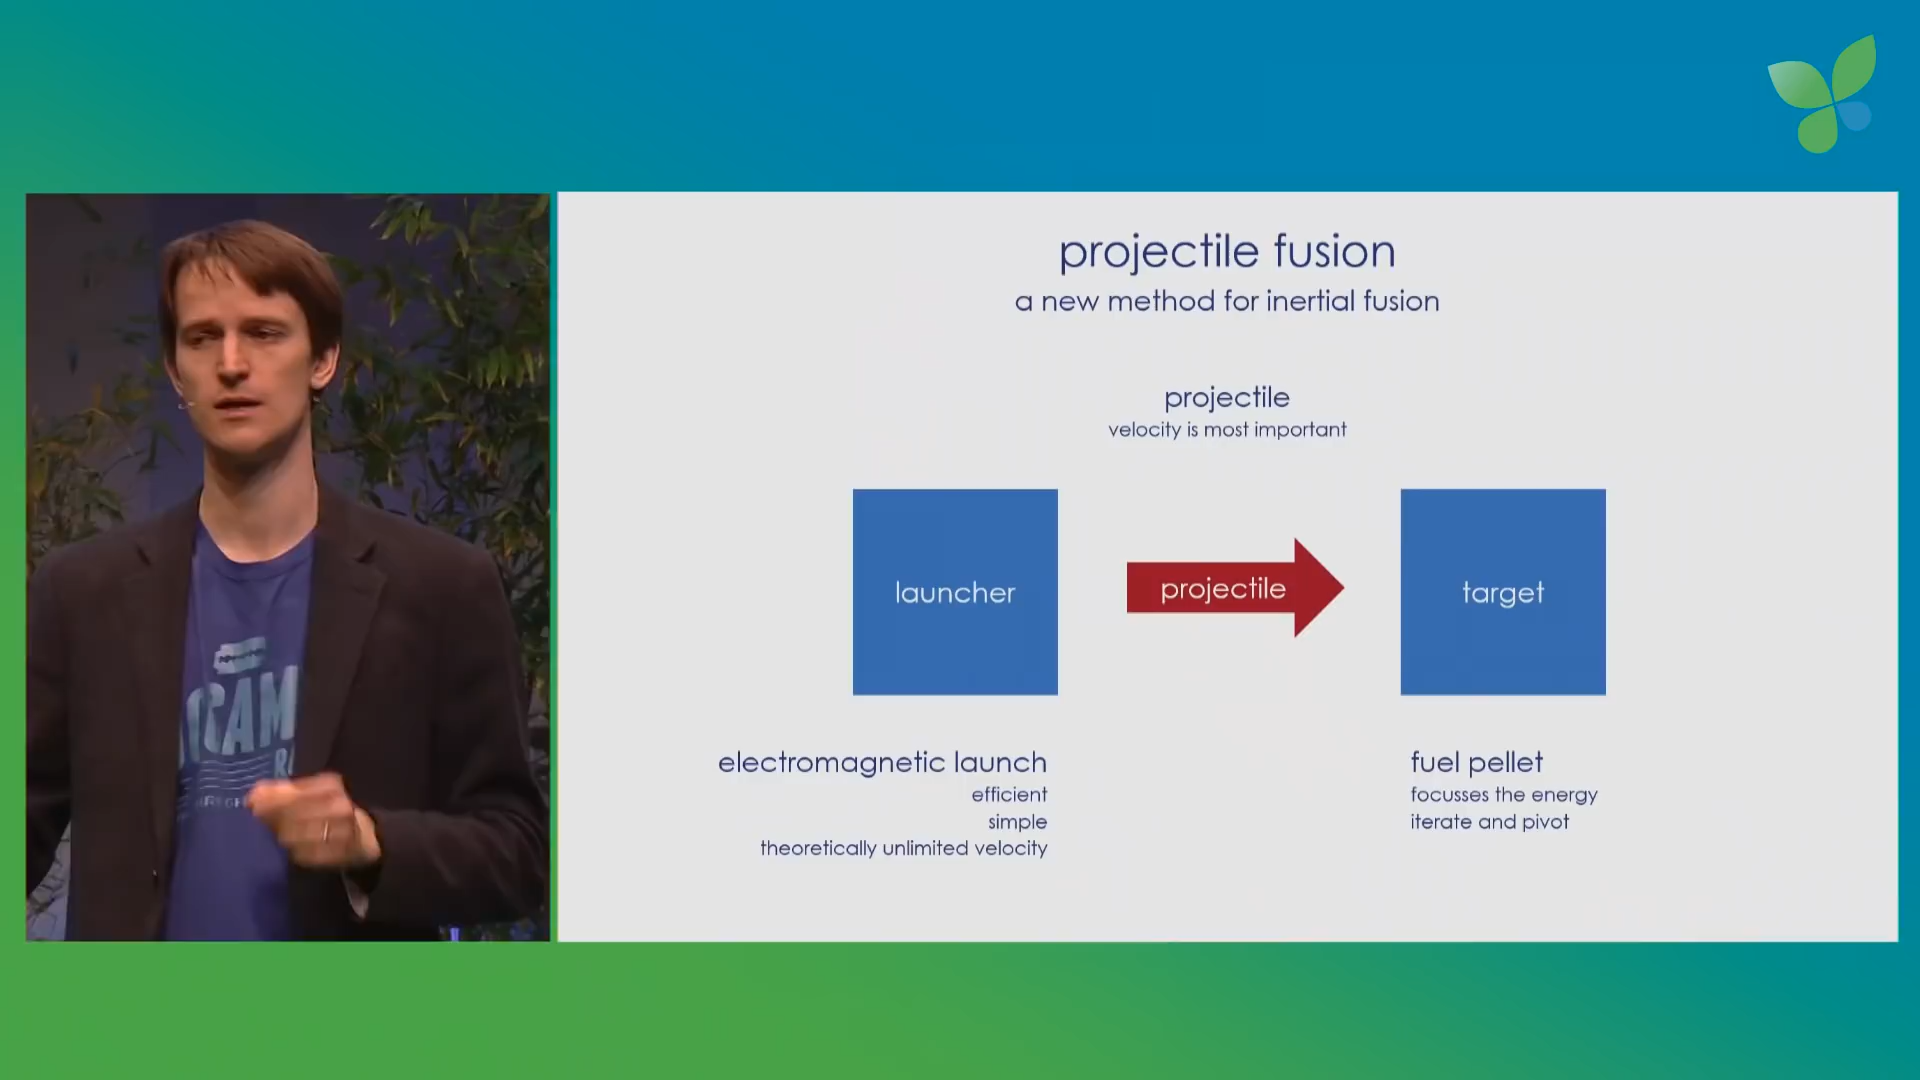 projectile fusion
a new method for inertial fusion
projectile
velocity is most important
launcher
projectile
target
electromagnetic launch
efficient
simple
theoretically unlimited velocity
fuel pellet
focusses the energy
iterate and pivot